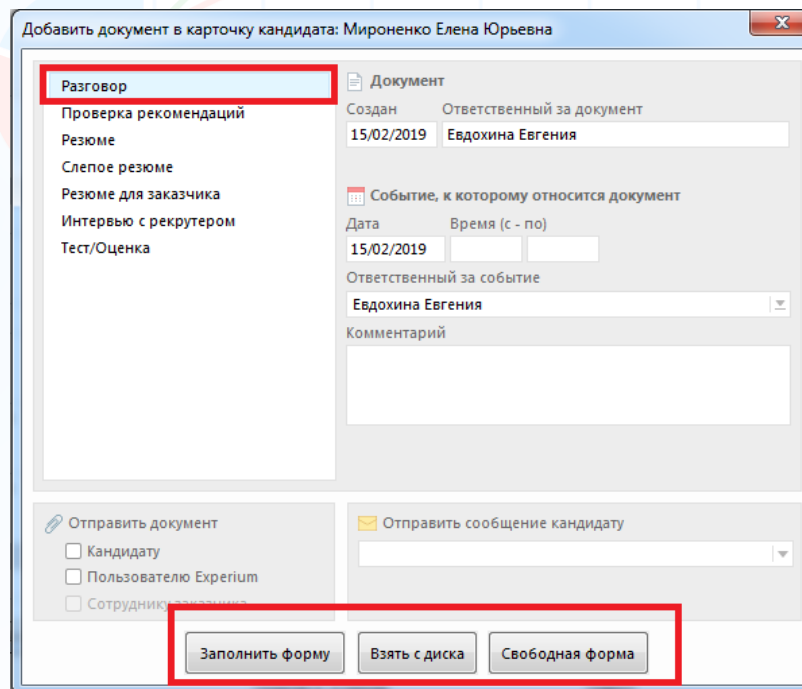 Добавить документ в карточку кандидата: Мироненко Елена Юрьевна
Разговор
Проверка рекомендаций
Резюме
Слепое резюме
Резюме для заказчика
Интервью с рекрутером
Тест/Оценка
Документ
Создан Ответственный за документ
15/02/2019 Евдохина Евгения
Событие, к которому относится документ
Дата Время (с - по)
15/02/2019
Ответственный за событие
Евдохина Евгения
Комментарий
Отправить документ
Кандидату
Пользователю Experium
Сотруднику заказчика
Отправить сообщение кандидату
Заполнить форму Взять с диска Свободная форма